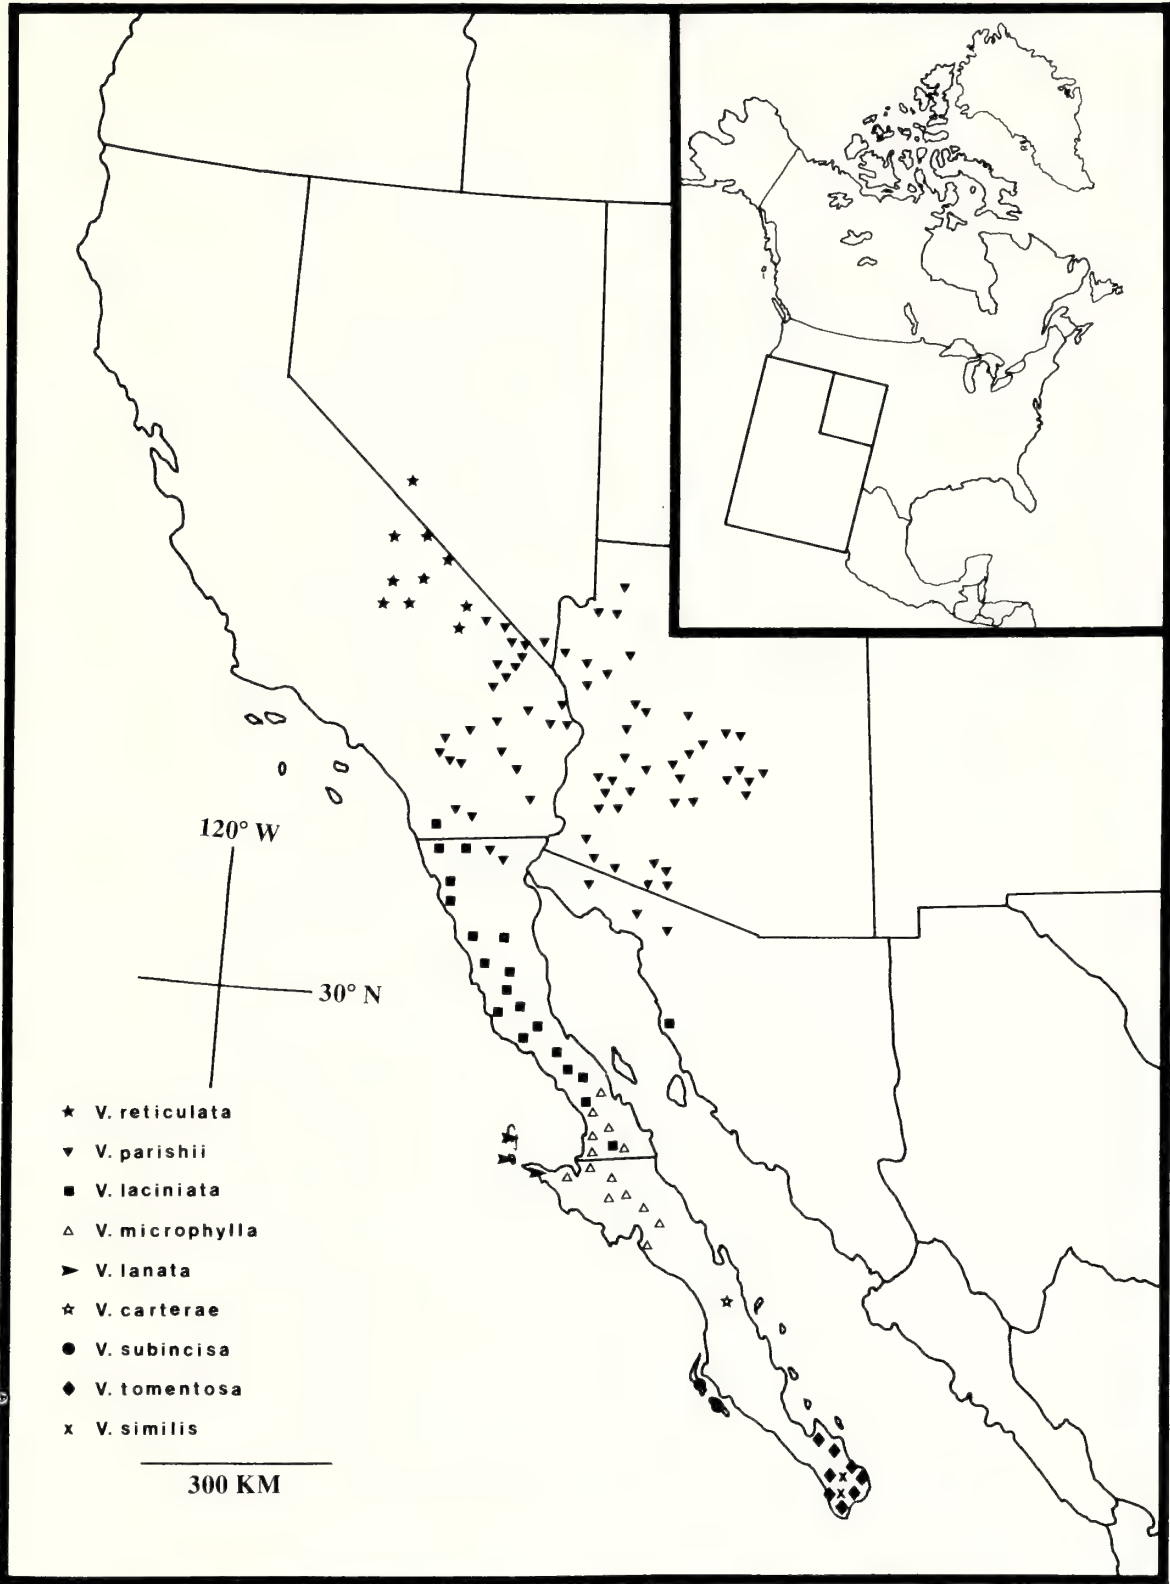 120° W
30° N
V. reticulata
V. parishii
V. laciniata
V. microphylla
V. lanata
V. carterae
V. subincisa
V. tomentosa
V. similis
300 KM